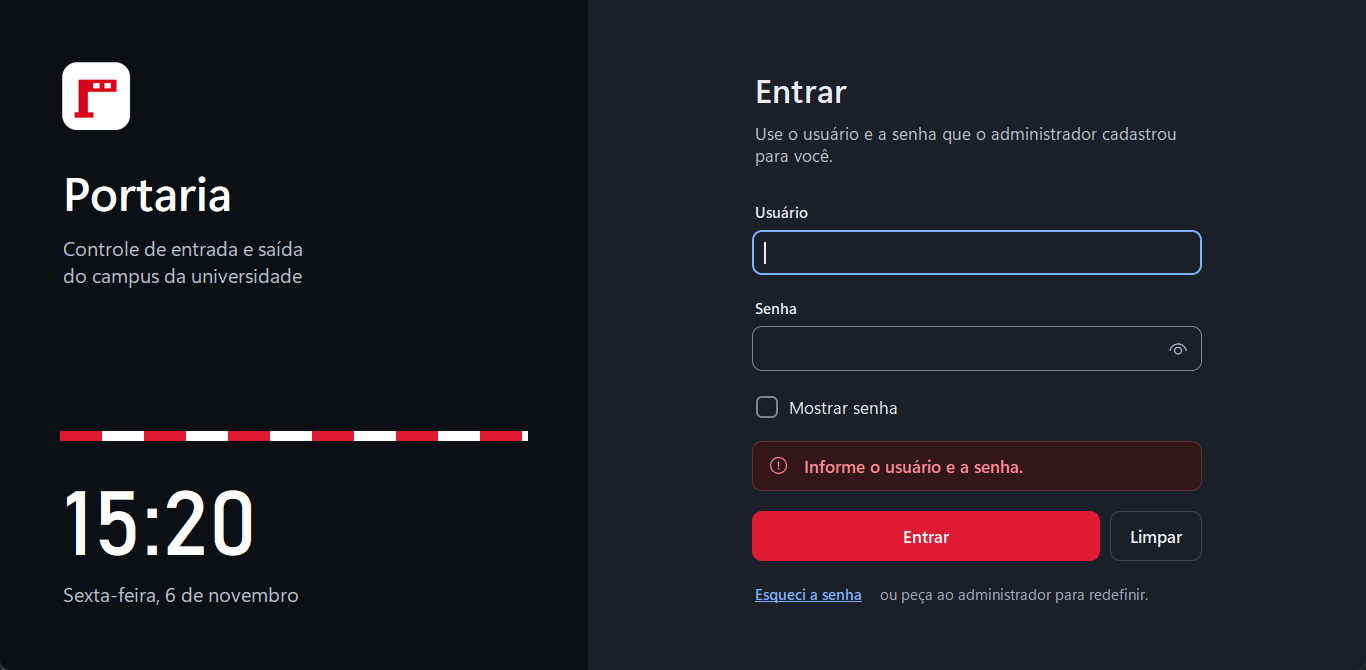 Portaria
Controle de entrada e saída
do campus da universidade
15:20
Sexta-feira, 6 de novembro
Entrar
Use o usuário e a senha que o administrador cadastrou
para você.
Usuário
Senha
Mostrar senha
Informe o usuário e a senha.
Entrar
Limpar
Esqueci a senha ou peça ao administrador para redefinir.